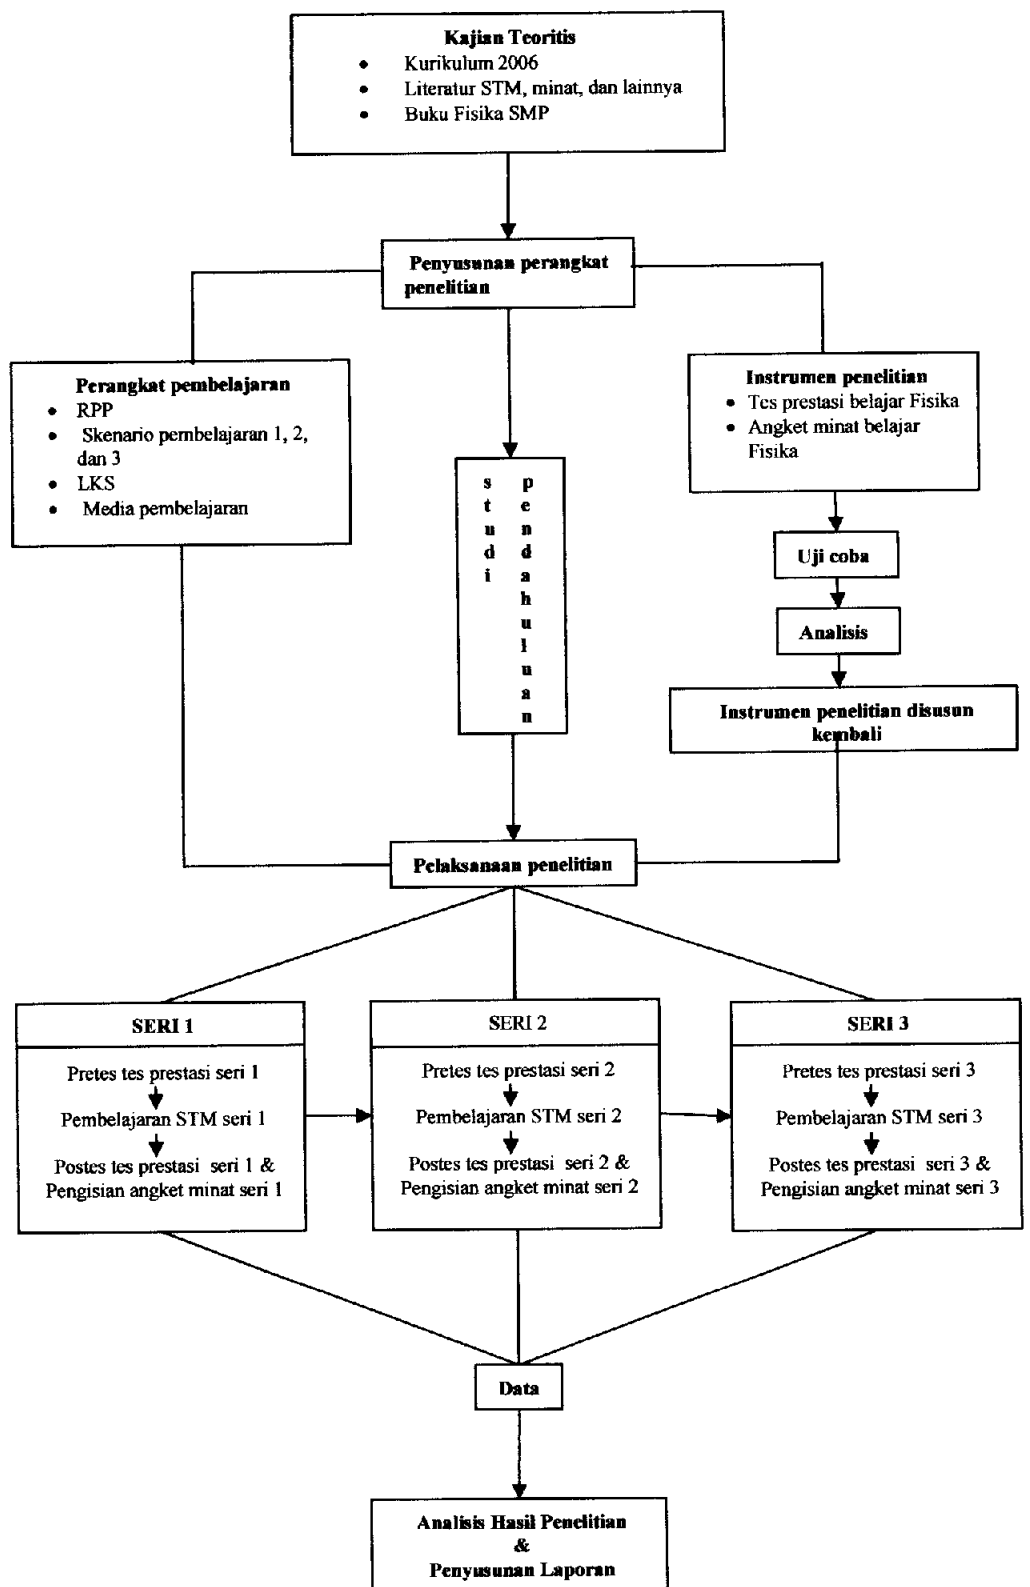 Kajian Teoritis
• Kurikulum 2006
• Literatur STM, minat, dan lainnya
• Buku Fisika SMP
Penyusunan perangkat
penelitian
Perangkat pembelajaran
• RPP
• Skenario pembelajaran 1, 2,
dan 3
• LKS
• Media pembelajaran
studi
pendahuluan
Instrumen penelitian
• Tes prestasi belajar Fisika
• Angket minat belajar
Fisika
Uji coba
Analisis
Instrumen penelitian disusun
kembali
Pelaksanaan penelitian
SERI 1
Pretes tes prestasi seri 1
Pembelajaran STM seri 1
Postes tes prestasi seri 1 &
Pengisian angket minat seri 1
SERI 2
Pretes tes prestasi seri 2
Pembelajaran STM seri 2
Postes tes prestasi seri 2 &
Pengisian angket minat seri 2
SERI 3
Pretes tes prestasi seri 3
Pembelajaran STM seri 3
Postes tes prestasi seri 3 &
Pengisian angket minat seri 3
Data
Analisis Hasil Penelitian
&
Penyusunan Laporan